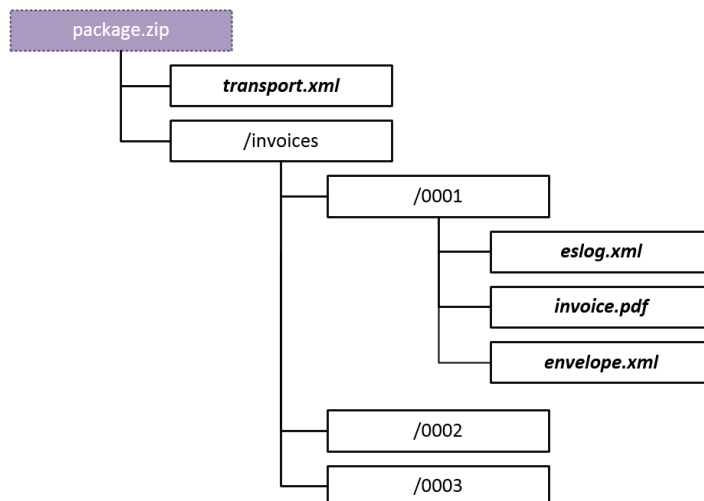 package.zip
transport.xml
/invoices
/0001
eslog.xml
invoice.pdf
envelope.xml
/0002
/0003